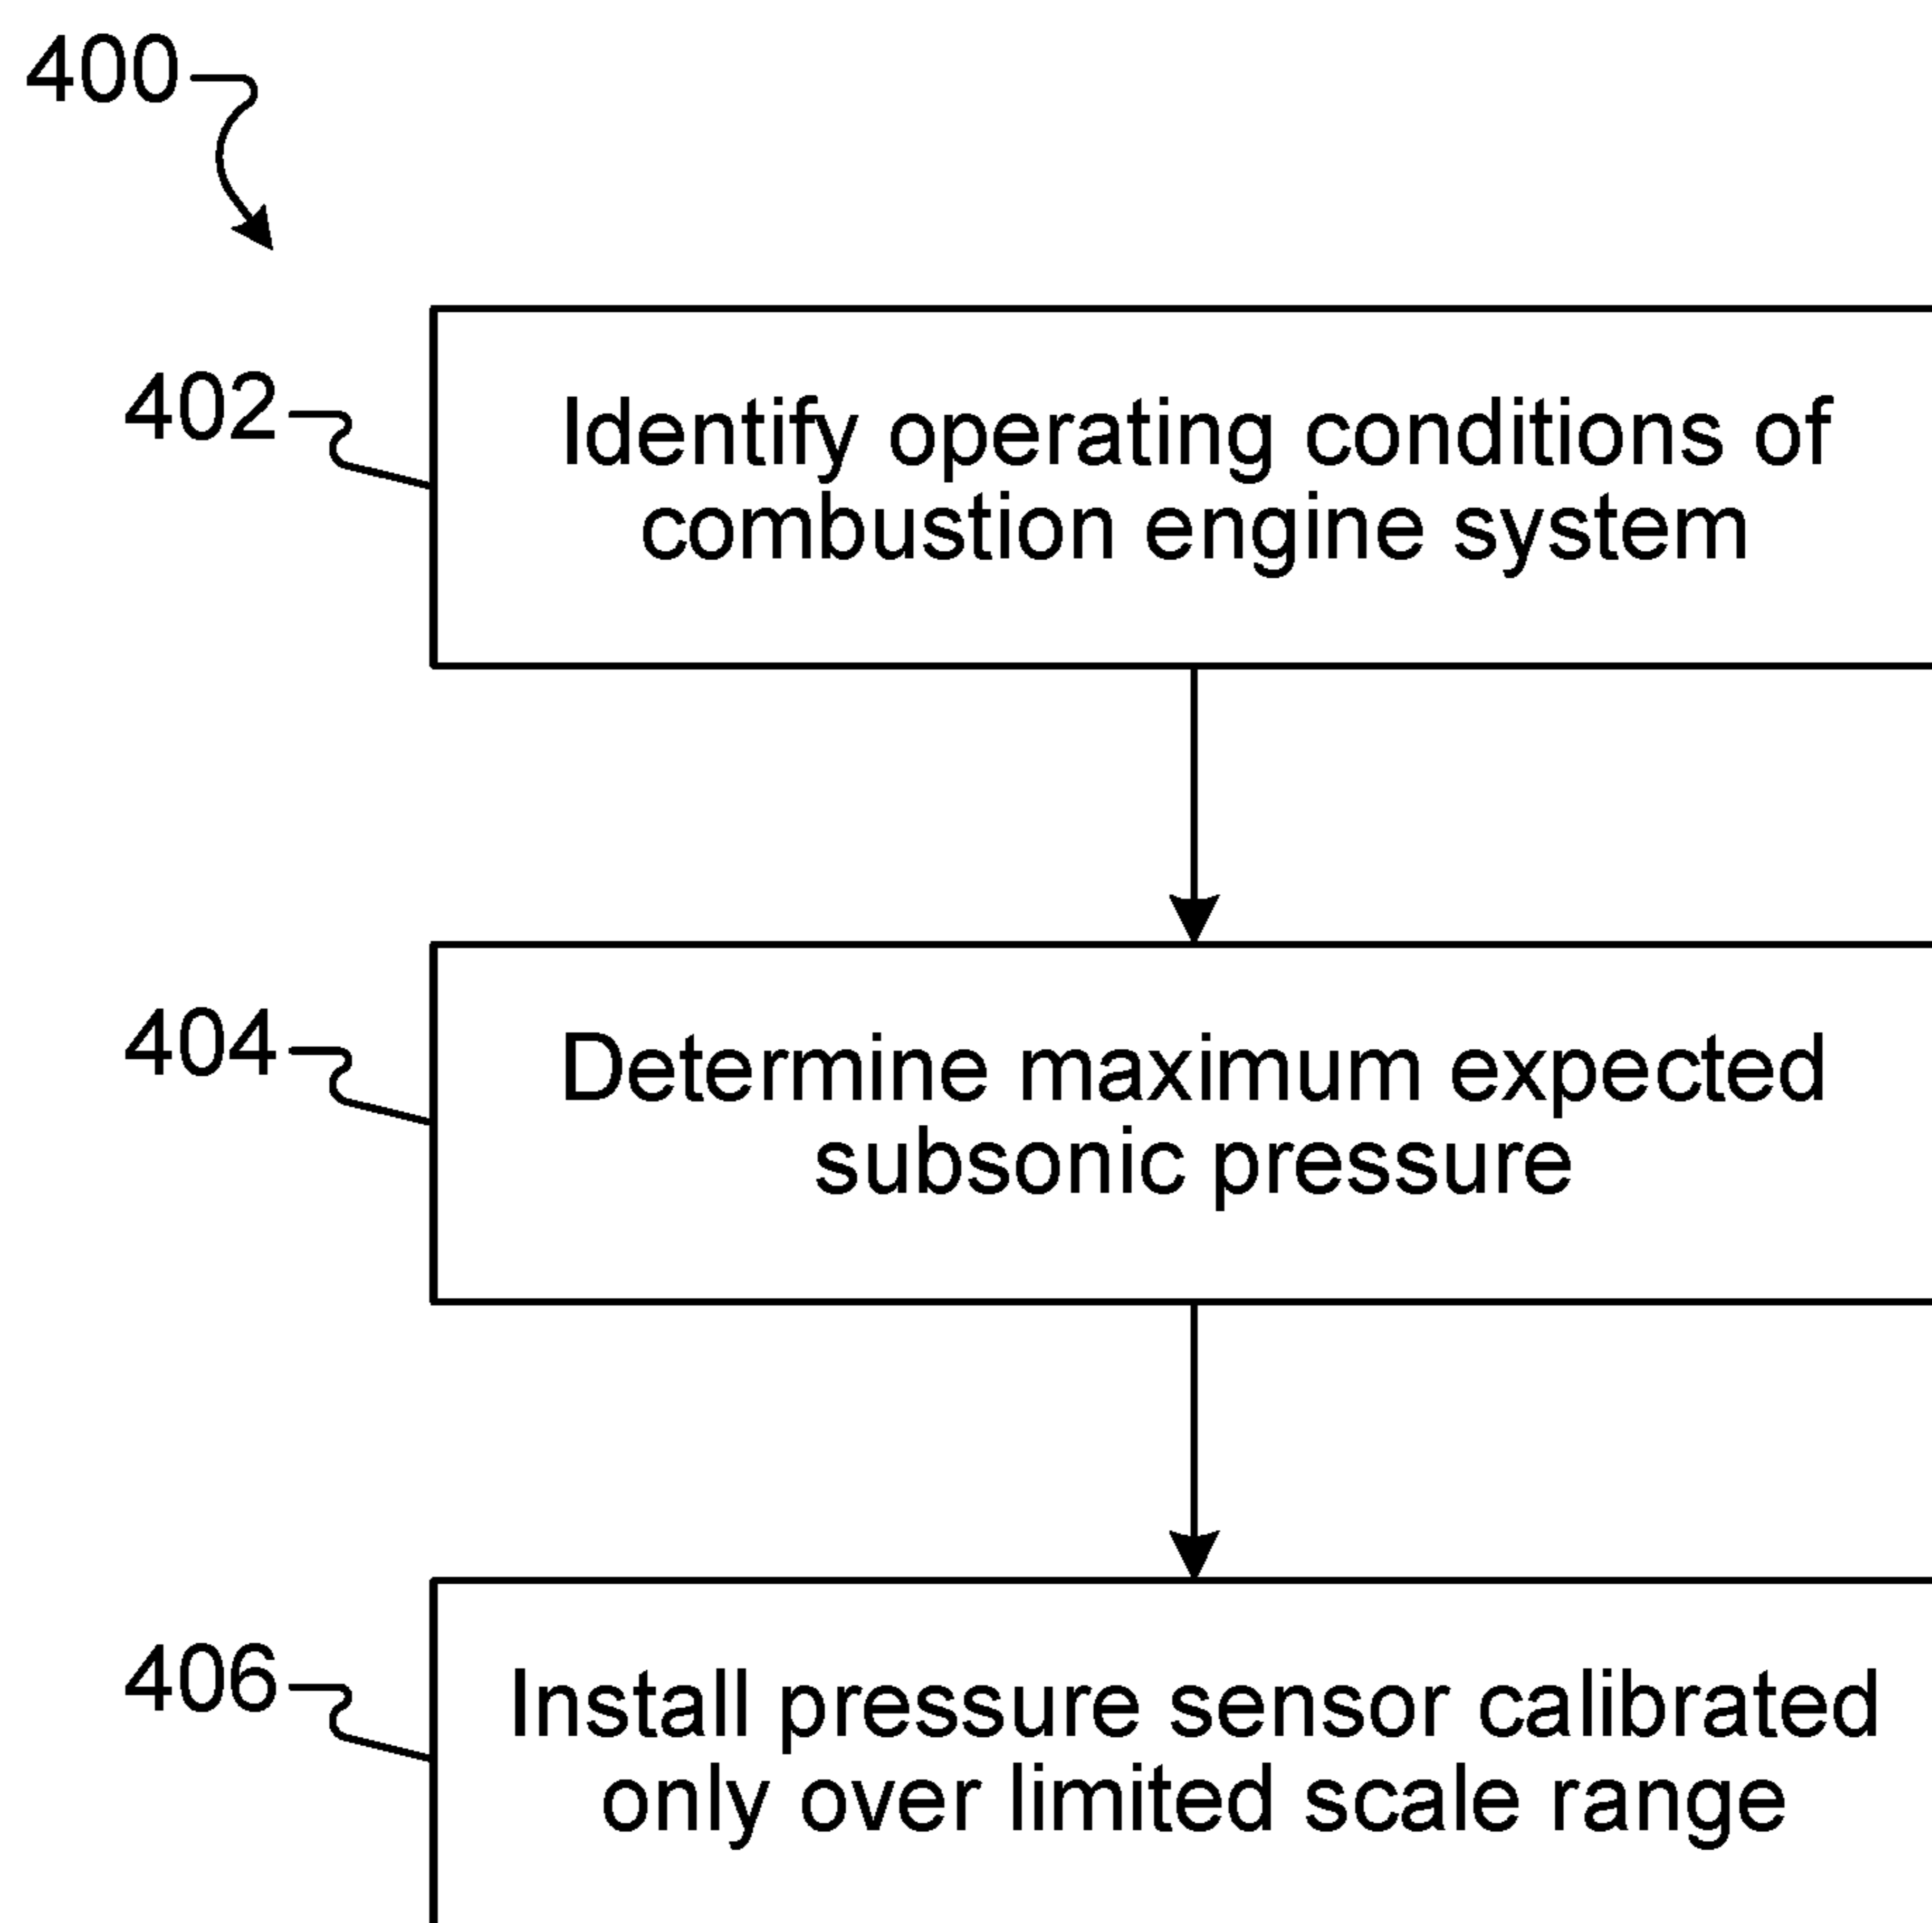 400
402
Identify operating conditions of
combustion engine system
404
Determine maximum expected
subsonic pressure
406
Install pressure sensor calibrated
only over limited scale range